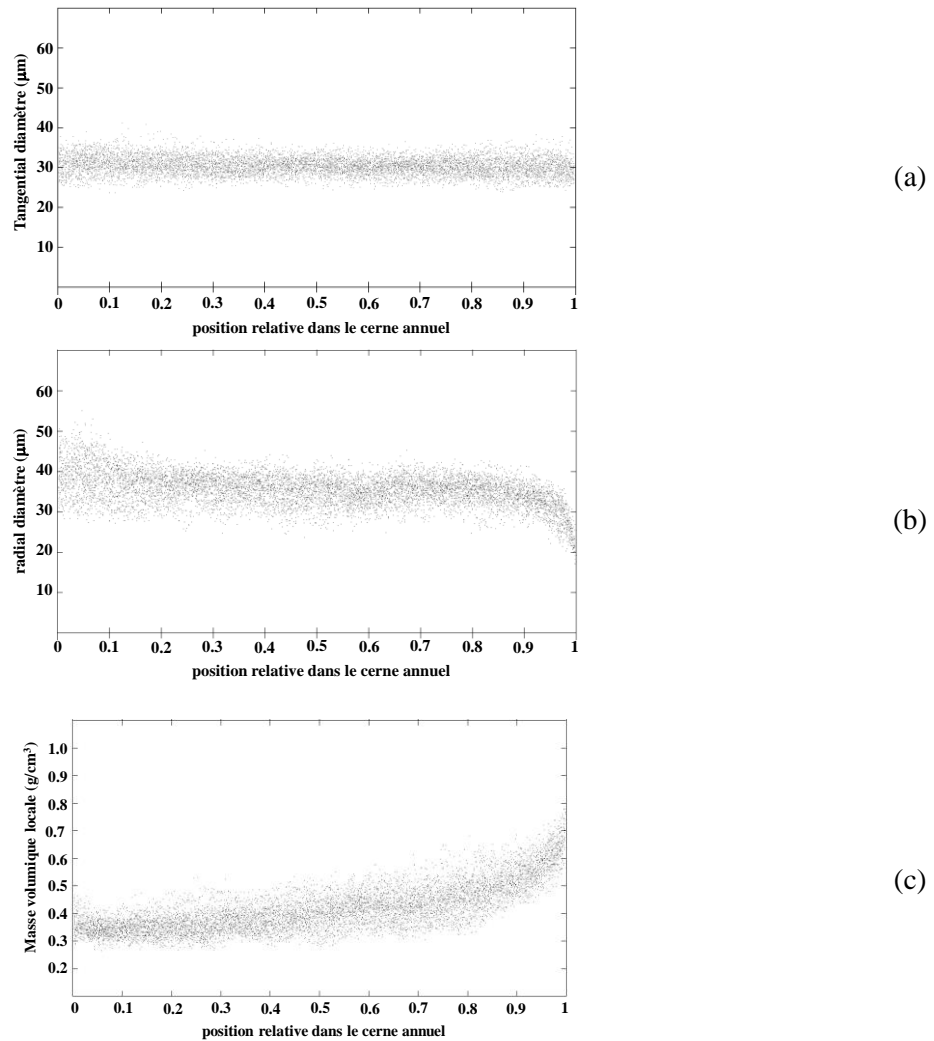 Tangential diamètre (µm)
60
50
40
30
20
10
0 0.1 0.2 0.3 0.4 0.5 0.6 0.7 0.8 0.9 1
position relative dans le cerne annuel
(a)
radial diamètre (µm)
60
50
40
30
20
10
0 0.1 0.2 0.3 0.4 0.5 0.6 0.7 0.8 0.9 1
position relative dans le cerne annuel
(b)
Masse volumique locale (g/cm³)
1.0
0.9
0.8
0.7
0.6
0.5
0.4
0.3
0.2
0 0.1 0.2 0.3 0.4 0.5 0.6 0.7 0.8 0.9 1
position relative dans le cerne annuel
(c)